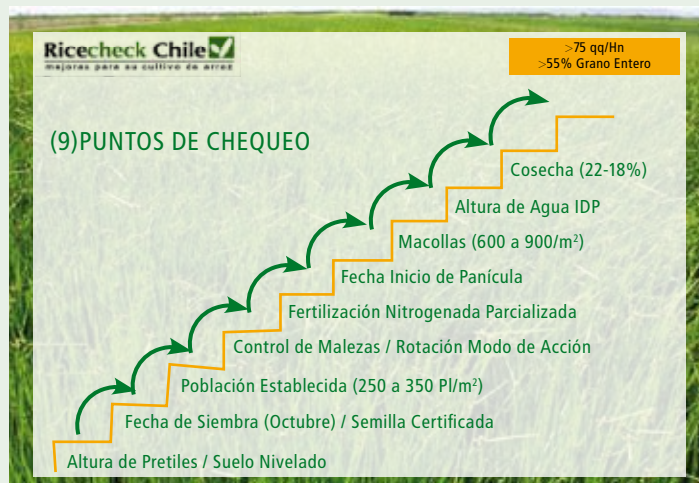 Ricecheck Chile
mejoras para su cultivo de arroz
>75 qq/Hn
>55% Grano Entero
(9)PUNTOS DE CHEQUEO
Cosecha (22-18%)
Altura de Agua IDP
Macollas (600 a 900/m²)
Fecha Inicio de Panícula
Fertilización Nitrogenada Parcializada
Control de Malezas / Rotación Modo de Acción
Población Establecida (250 a 350 Pl/m²)
Fecha de Siembra (Octubre) / Semilla Certificada
Altura de Pretiles / Suelo Nivelado